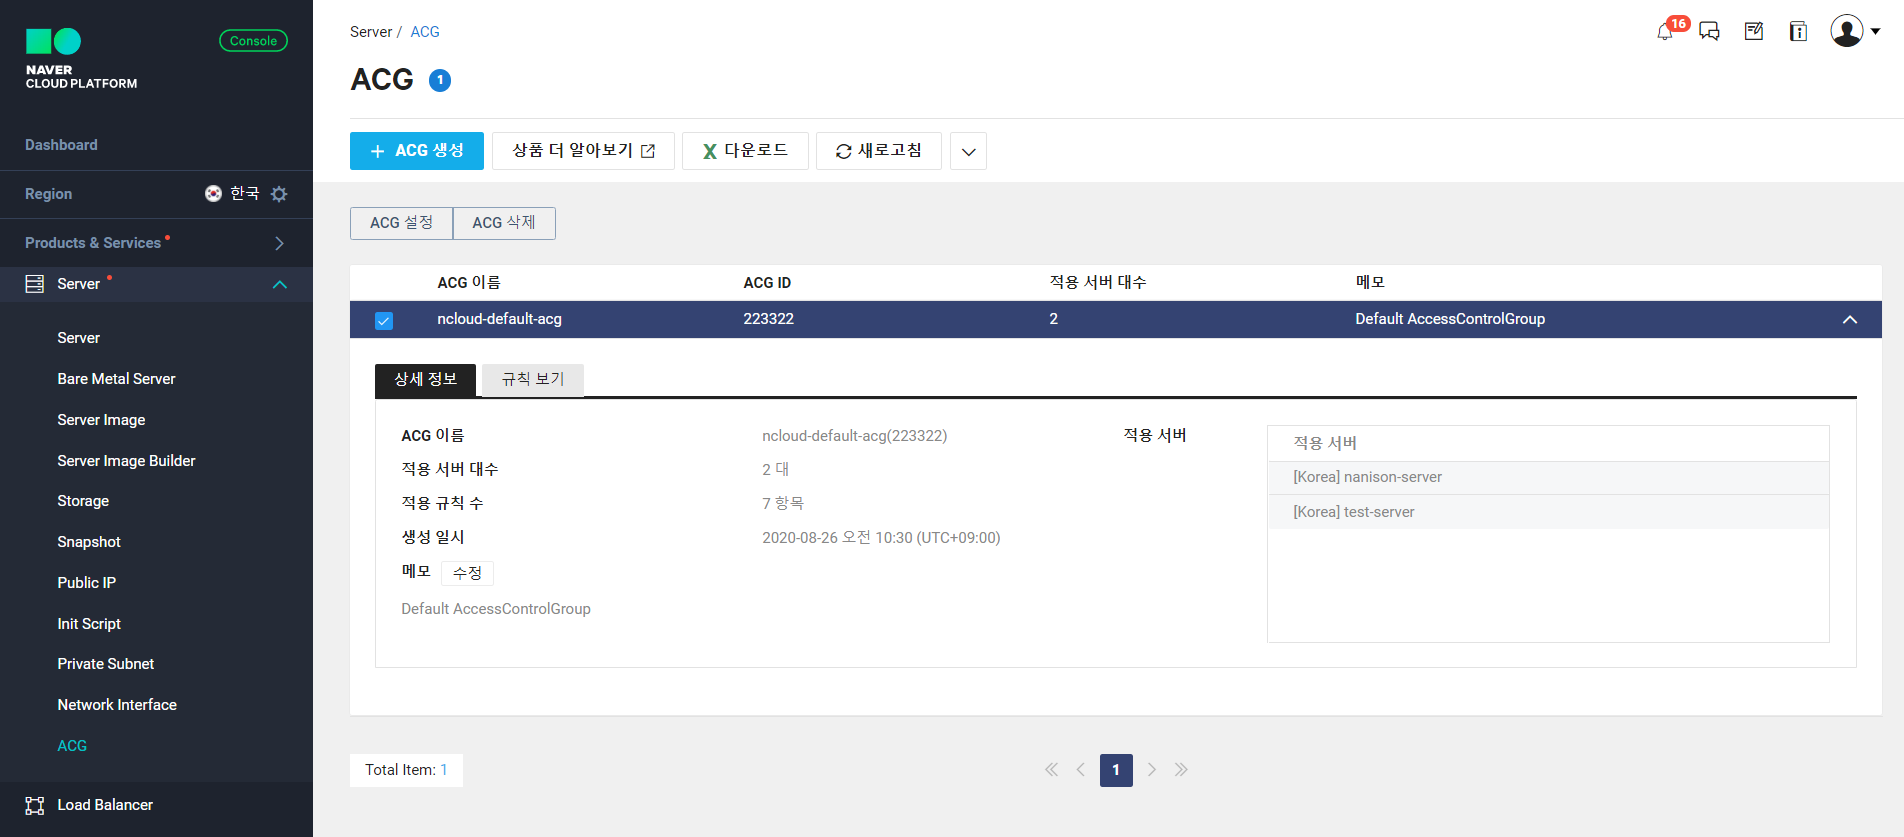 NAVER
CLOUD PLATFORM
Console
Dashboard
Region 한국
Products & Services
Server
Server
Bare Metal Server
Server Image
Server Image Builder
Storage
Snapshot
Public IP
Init Script
Private Subnet
Network Interface
ACG
Load Balancer
Server / ACG
16
ACG 1
+ ACG 생성 상품 더 알아보기 다운로드 새로고침
ACG 설정 ACG 삭제
ACG 이름 ACG ID 적용 서버 대수 메모
ncloud-default-acg 223322 2 Default AccessControlGroup
상세 정보 규칙 보기
ACG 이름 ncloud-default-acg(223322)
적용 서버 대수 2 대
적용 규칙 수 7 항목
생성 일시 2020-08-26 오전 10:30 (UTC+09:00)
메모 수정
Default AccessControlGroup
적용 서버
적용 서버
[Korea] nanison-server
[Korea] test-server
Total Item: 1
1